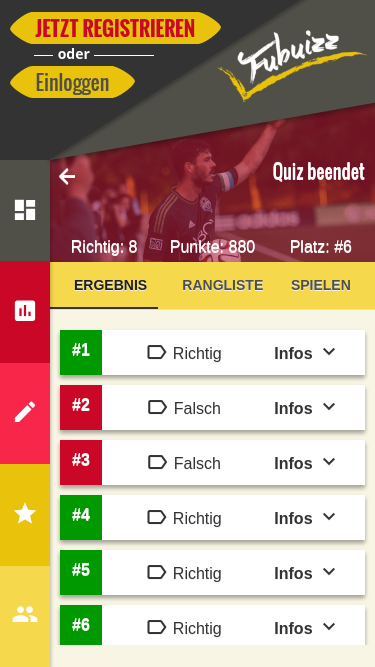 JETZT REGISTRIEREN
oder
Einloggen
Fubuizz
Quiz beendet
Richtig: 8 Punkte: 880 Platz: #6
ERGEBNIS RANGLISTE SPIELEN
#1 Richtig Infos
#2 Falsch Infos
#3 Falsch Infos
#4 Richtig Infos
#5 Richtig Infos
#6 Richtig Infos